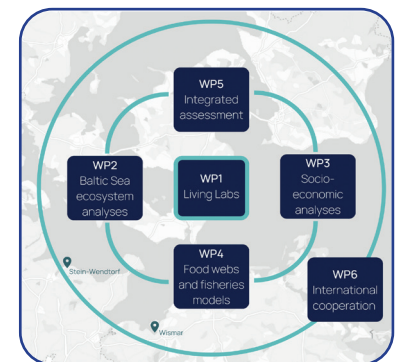 WP5
Integrated
assessment
WP2
Baltic Sea
ecosystem
analyses
WP1
Living Labs
WP3
Socio-
economic
analyses
WP4
Food webs
and fisheries
models
WP6
International
cooperation
Stein-Wendtorf
Wismar